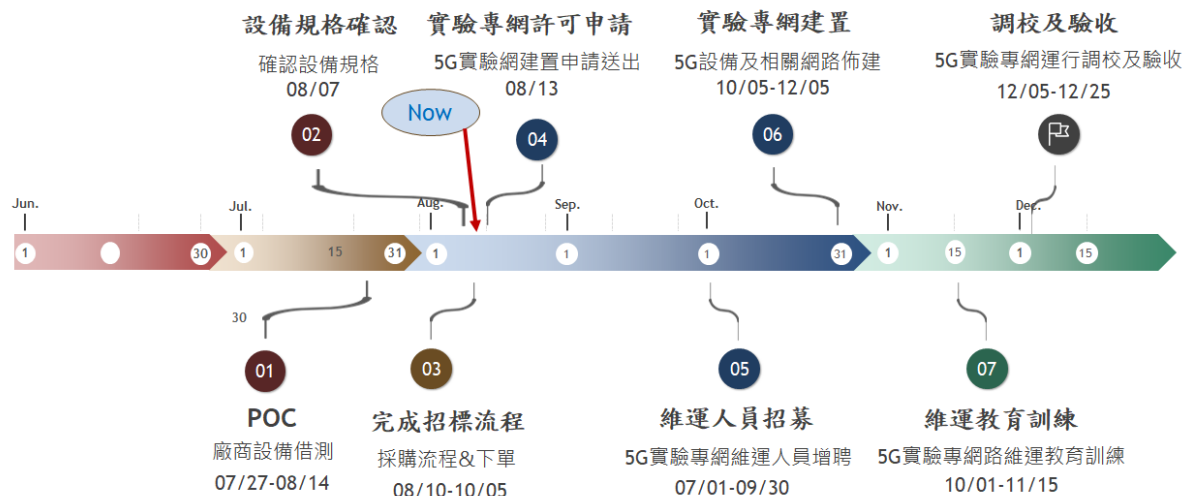 設備規格確認
確認設備規格
08/07
實驗專網許可申請
5G實驗網建置申請送出
08/13
實驗專網建置
5G設備及相關網路佈建
10/05-12/05
調校及驗收
5G實驗專網運行調校及驗收
12/05-12/25
Now
02
04
06
Jun.
Jul.
Aug.
Sep.
Oct.
Nov.
Dec.
1
30
1
15
31
1
1
1
31
1
15
1
15
30
01
03
05
07
POC
廠商設備借測
07/27-08/14
完成招標流程
採購流程&下單
08/10-10/05
維運人員招募
5G實驗專網維運人員增聘
07/01-09/30
維運教育訓練
5G實驗專網路維運教育訓練
10/01-11/15